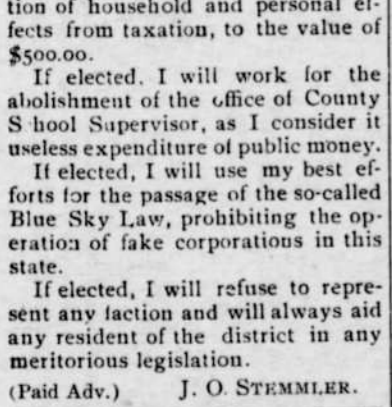 tion of household and personal ef-
fects from taxation, to the value of
$500.00.
If elected, I will work for the
abolishment of the office of County
S hool Supervisor, as I consider it
useless expenditure of public money.
If elected, I will use my best ef-
forts for the passage of the so-called
Blue Sky Law, prohibiting the op-
eration of fake corporations in this
state.
If elected, I will refuse to repre-
sent any faction and will always aid
any resident of the district in any
meritorious legislation.
(Paid Adv.) J. O. STEMMLER.